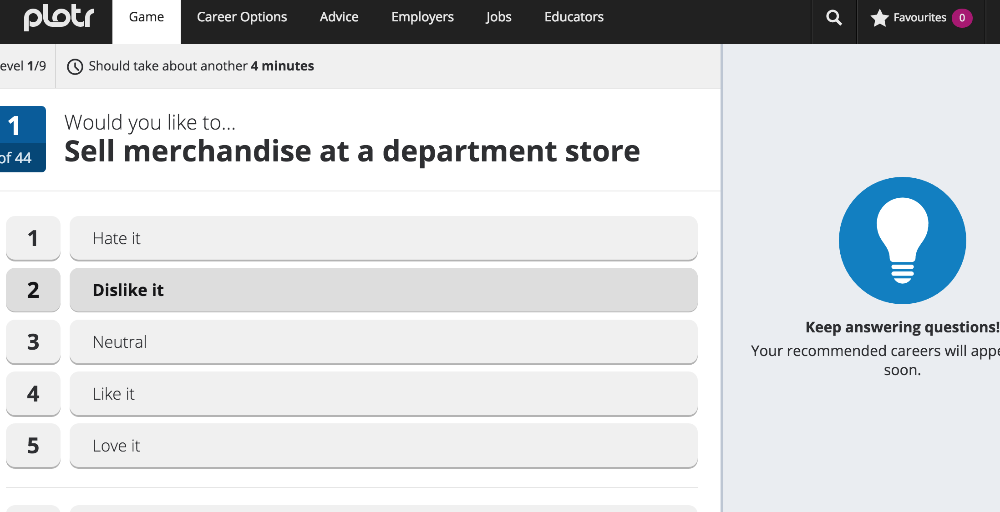 plotr
Game
Career Options
Advice
Employers
Jobs
Educators
Favourites
0
evel 1/9
Should take about another 4 minutes
1
of 44
Would you like to...
Sell merchandise at a department store
1
Hate it
2
Dislike it
3
Neutral
4
Like it
5
Love it
Keep answering questions!
Your recommended careers will appe
soon.